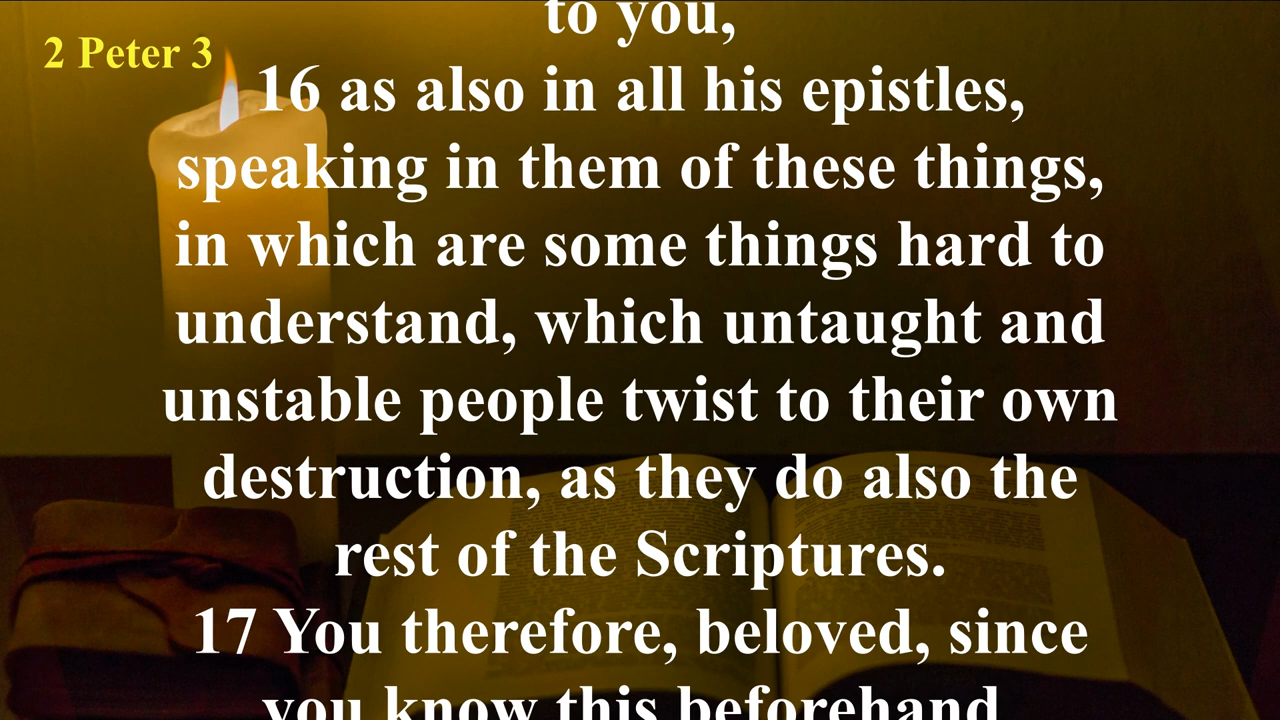 to you,
2 Peter 3
16 as also in all his epistles,
speaking in them of these things,
in which are some things hard to
understand, which untaught and
unstable people twist to their own
destruction, as they do also the
rest of the Scriptures.
17 You therefore, beloved, since
you know this beforehand